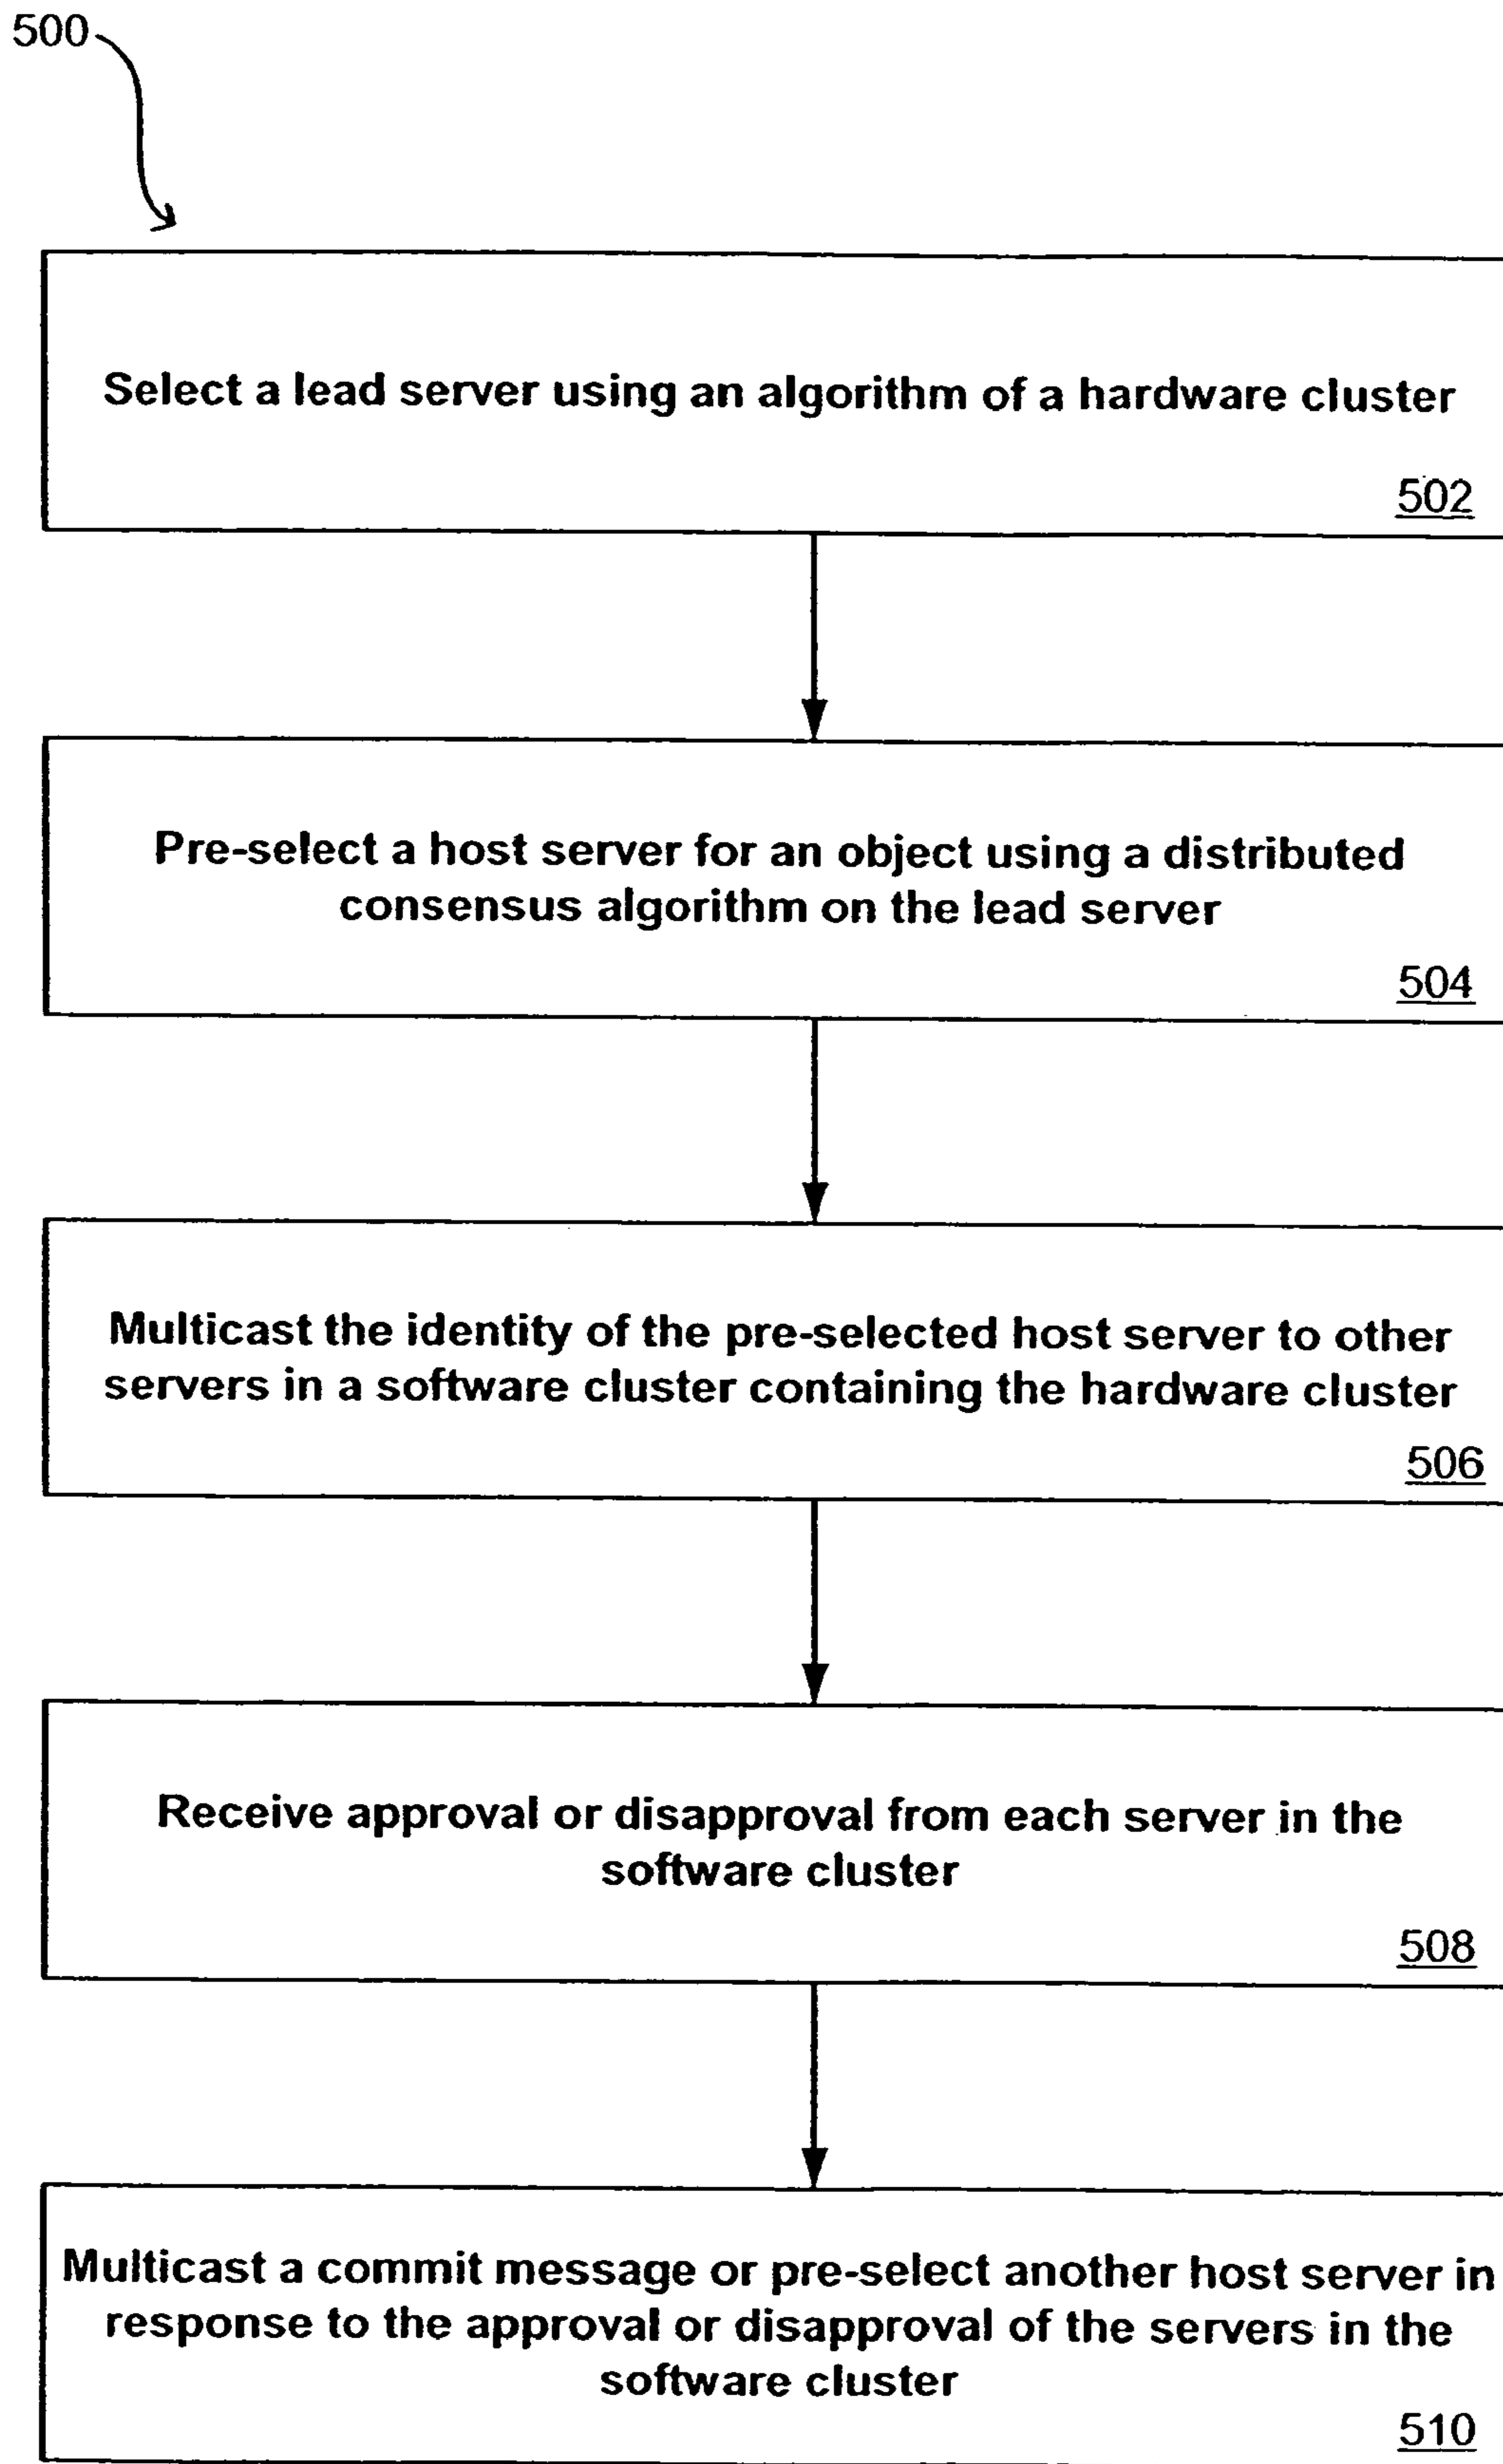 500
Select a lead server using an algorithm of a hardware cluster
502
Pre-select a host server for an object using a distributed
consensus algorithm on the lead server
504
Multicast the identity of the pre-selected host server to other
servers in a software cluster containing the hardware cluster
506
Receive approval or disapproval from each server in the
software cluster
508
Multicast a commit message or pre-select another host server in
response to the approval or disapproval of the servers in the
software cluster
510